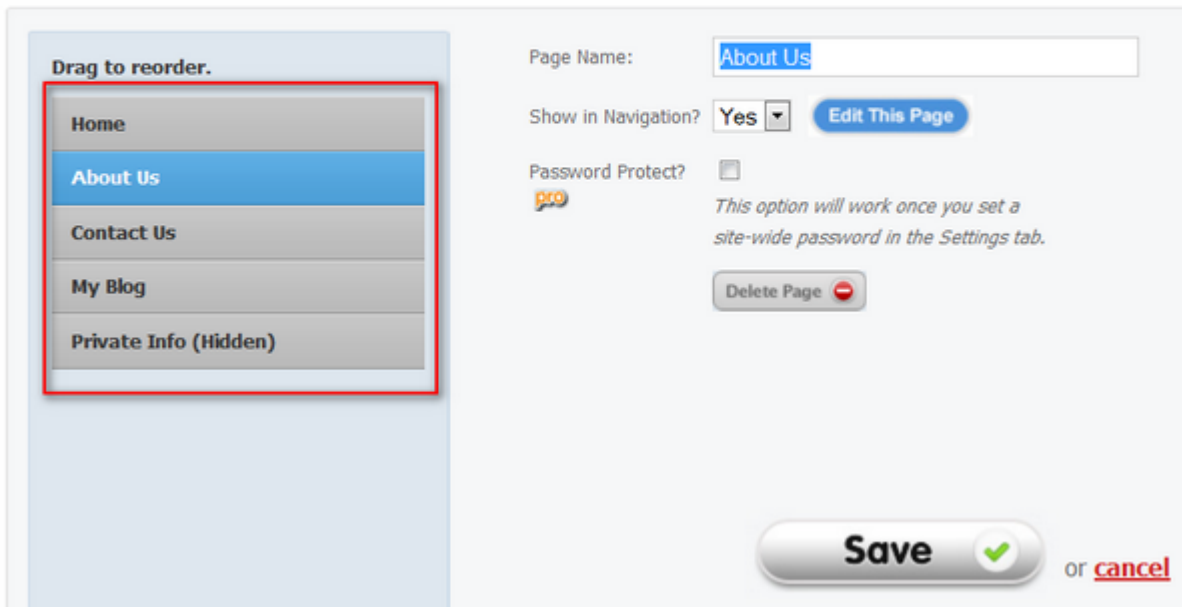 Drag to reorder.
Home
About Us
Contact Us
My Blog
Private Info (Hidden)
Page Name: About Us
Show in Navigation? Yes Edit This Page
Password Protect?
pro
This option will work once you set a
site-wide password in the Settings tab.
Delete Page
Save or cancel